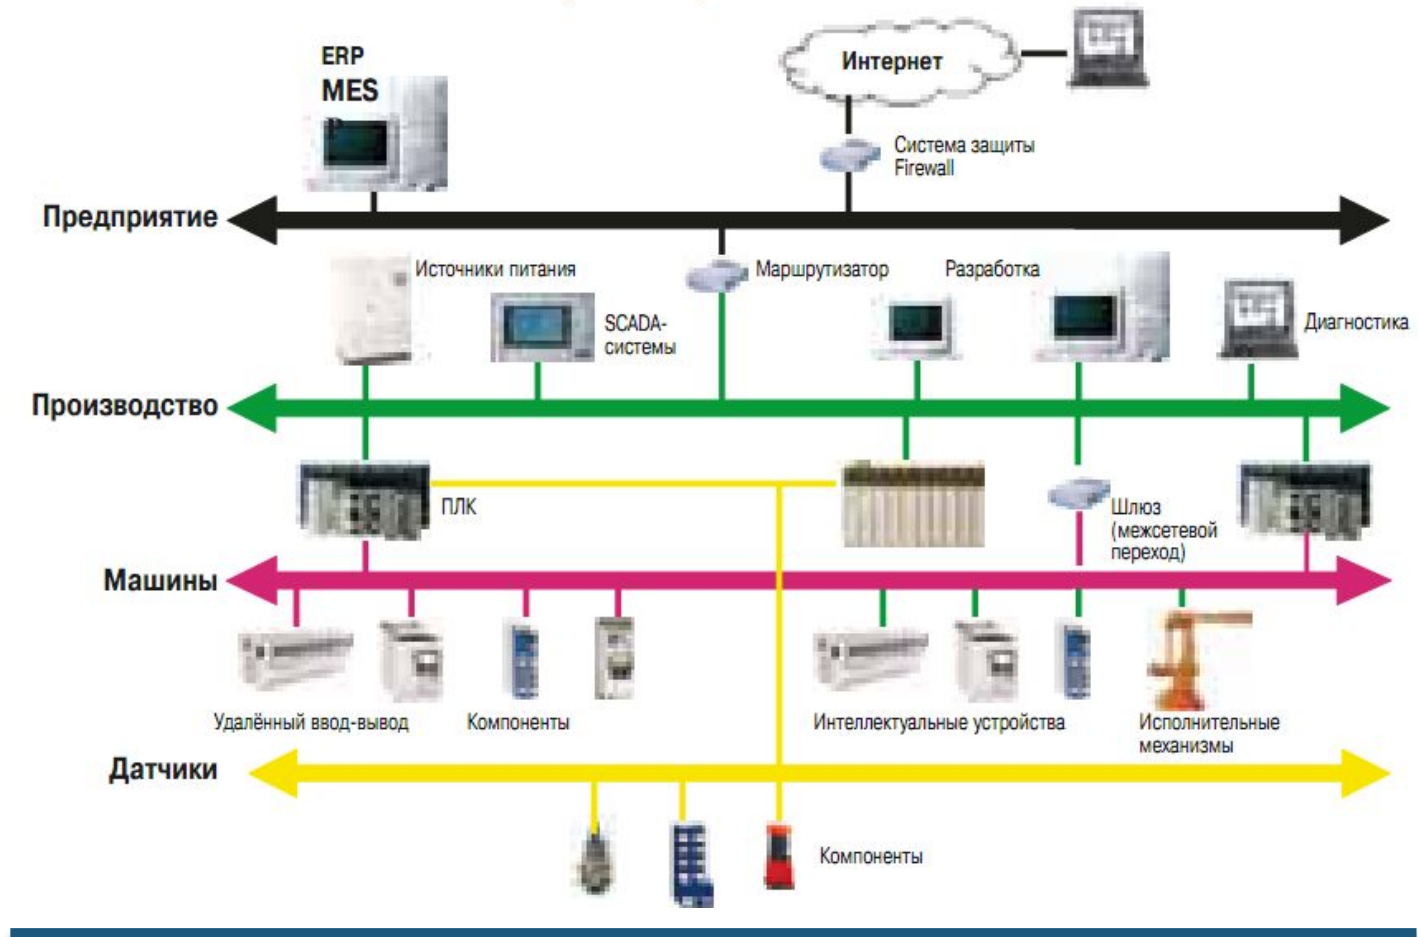 ERP
MES
Интернет
Система защиты
Firewall
Предприятие
Источники питания
Маршрутизатор
Разработка
SCADA-
системы
Диагностика
Производство
ПЛК
Шлюз
(межсетевой
переход)
Машины
Удалённый ввод-вывод
Компоненты
Интеллектуальные устройства
Исполнительные
механизмы
Датчики
Компоненты